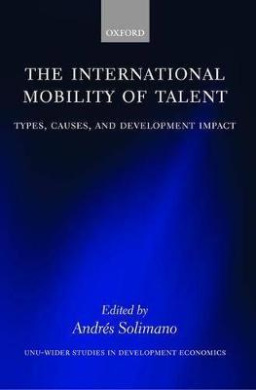 OXFORD
THE INTERNATIONAL
MOBILITY OF TALENT
TYPES, CAUSES, AND DEVELOPMENT IMPACT
Edited by
Andrés Solimano
UNU-WIDER STUDIES IN DEVELOPMENT ECONOMICS